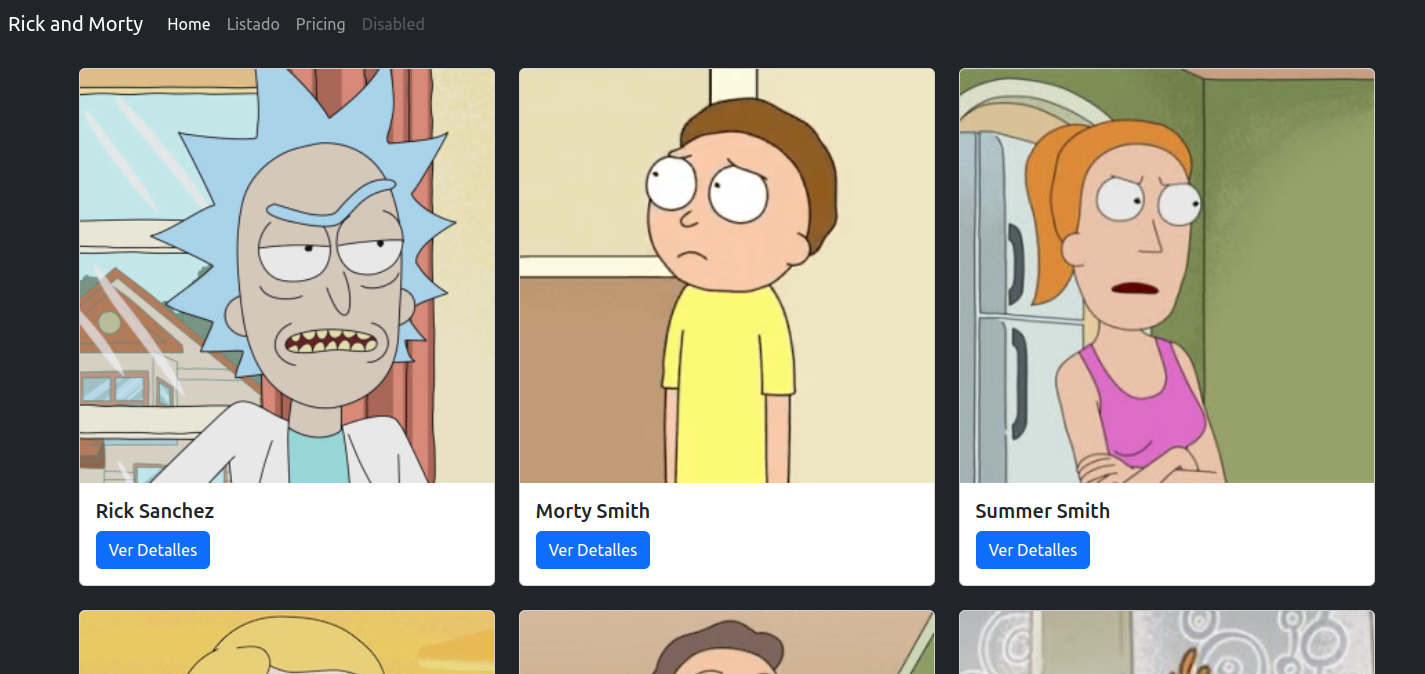 Rick and Morty Home Listado Pricing Disabled
Rick Sanchez
Ver Detalles
Morty Smith
Ver Detalles
Summer Smith
Ver Detalles